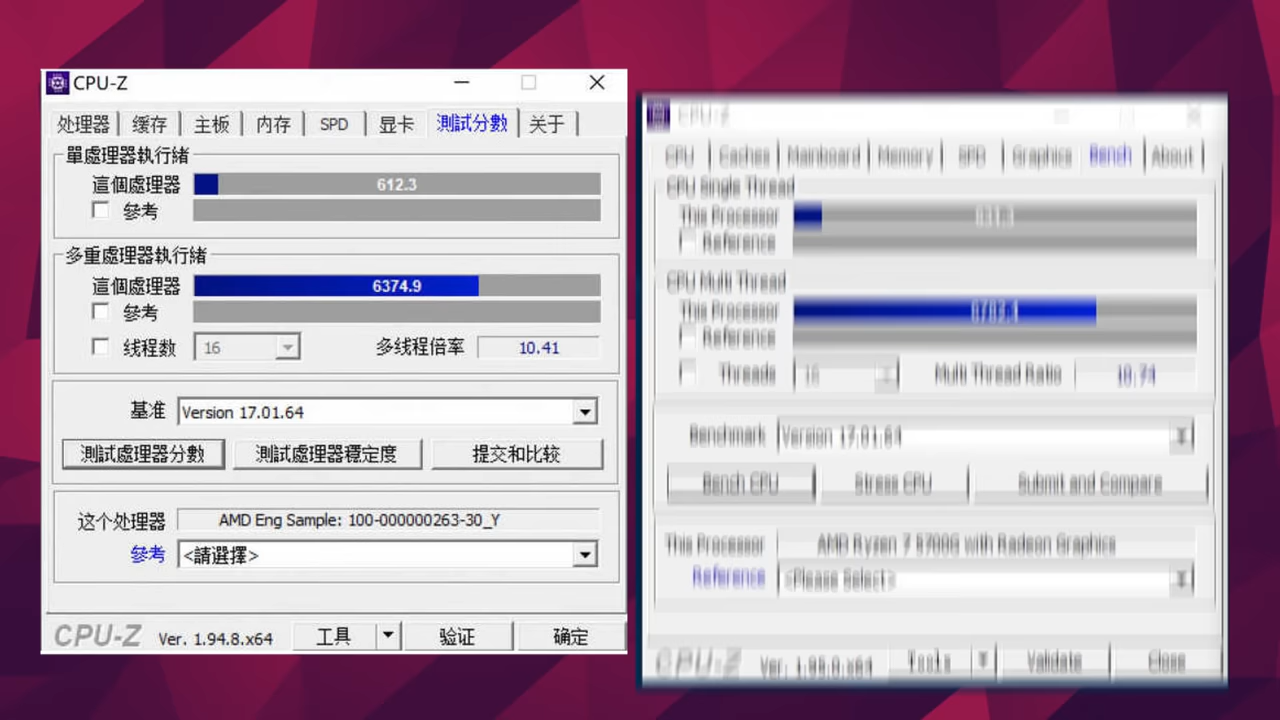 CPU-Z
处理器 缓存 主板 内存 SPD 显卡 測試分數 关于
單處理器執行緒
這個處理器 612.3
參考
多重處理器執行緒
這個處理器 6374.9
參考
线程数 16 多线程倍率 10.41
基准 Version 17.01.64
測試處理器分數 測試處理器穩定度 提交和比较
这个处理器 AMD Eng Sample: 100-000000263-30_Y
參考 <請選擇>
CPU-Z Ver. 1.94.8.x64 工具 验证 确定
CPU-Z
CPU Caches Mainboard Memory SPD Graphics Bench About
CPU Single Thread
This Processor
Reference
CPU Multi Thread
This Processor 6783.4
Reference
Threads 16 Multi Thread Ratio
Benchmark Version 17.01.64
Bench CPU Stress CPU Submit and Compare
This Processor AMD Ryzen 7 5700G with Radeon Graphics
Reference <Please Select>
CPU-Z Ver. Tools Validate Close